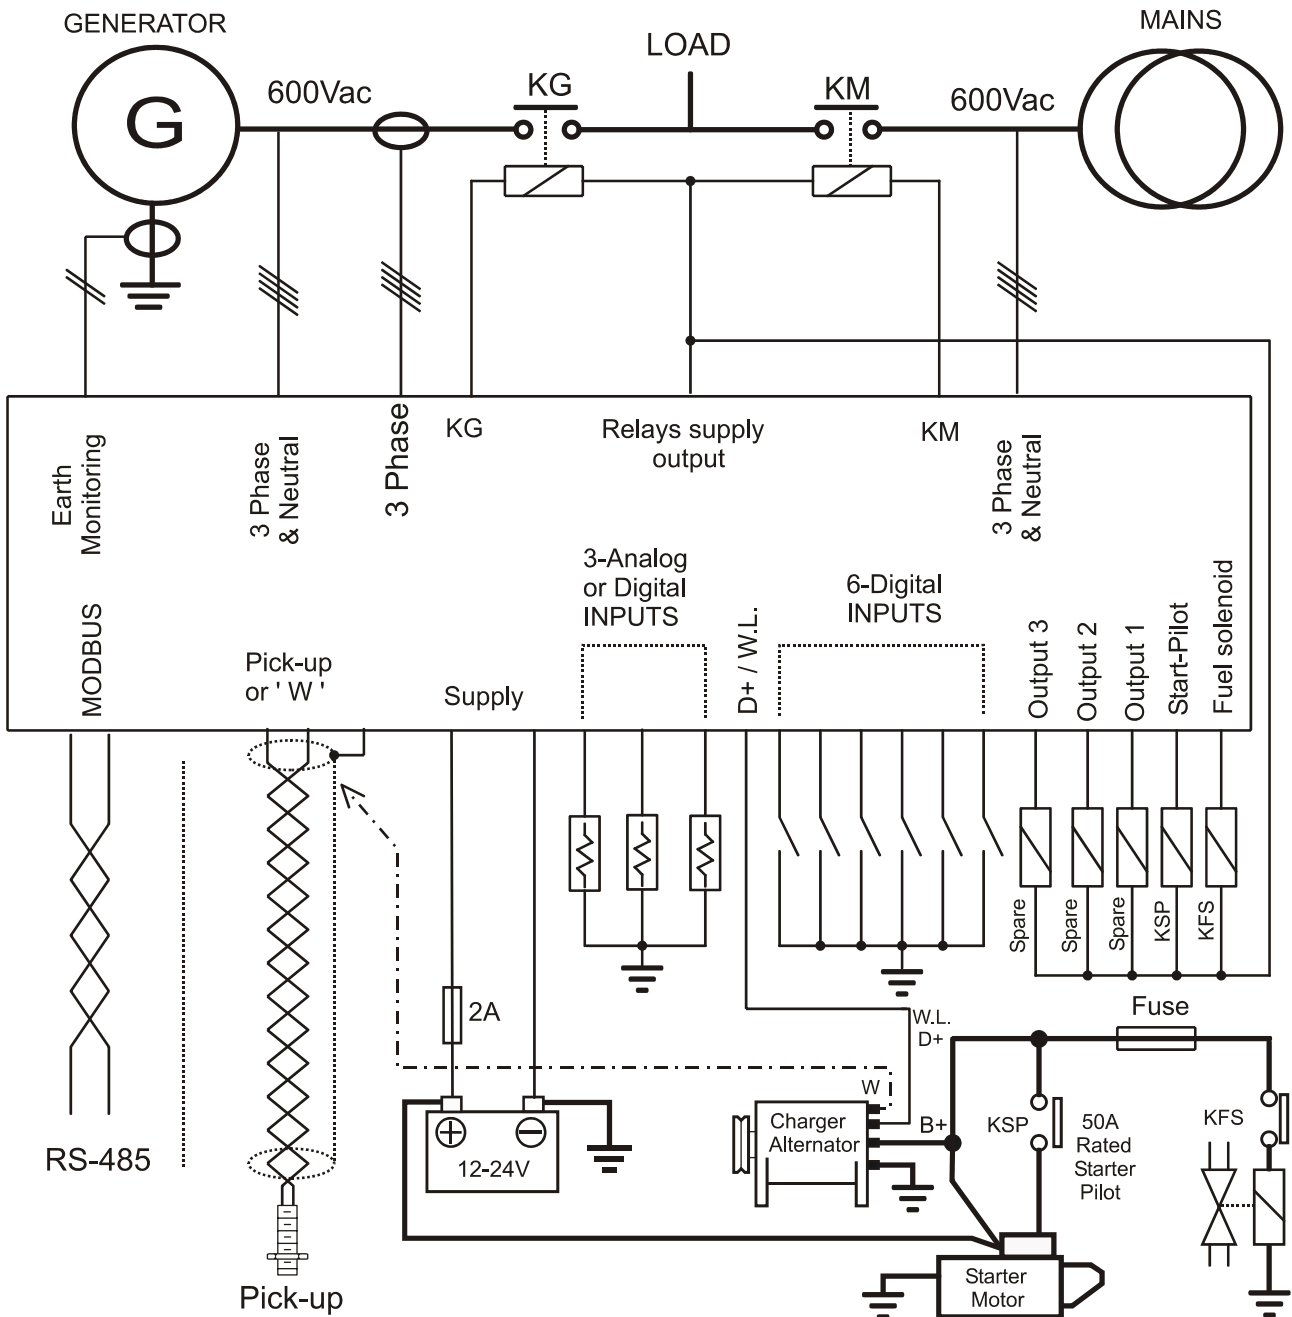 GENERATOR
MAINS
LOAD
600Vac
KG
KM
600Vac
G
KG
Relays supply
output
KM
Earth
Monitoring
3 Phase
& Neutral
3 Phase
3 Phase
& Neutral
3-Analog
or Digital
INPUTS
6-Digital
INPUTS
MODBUS
Pick-up
or ' W '
Supply
D+ / W.L.
Output 3
Output 2
Output 1
Start-Pilot
Fuel solenoid
Spare
Spare
Spare
KSP
KFS
2A
W.L.
D+
Fuse
W
Charger
Alternator
B+
KSP
50A
Rated
Starter
Pilot
KFS
RS-485
12-24V
Pick-up
Starter
Motor